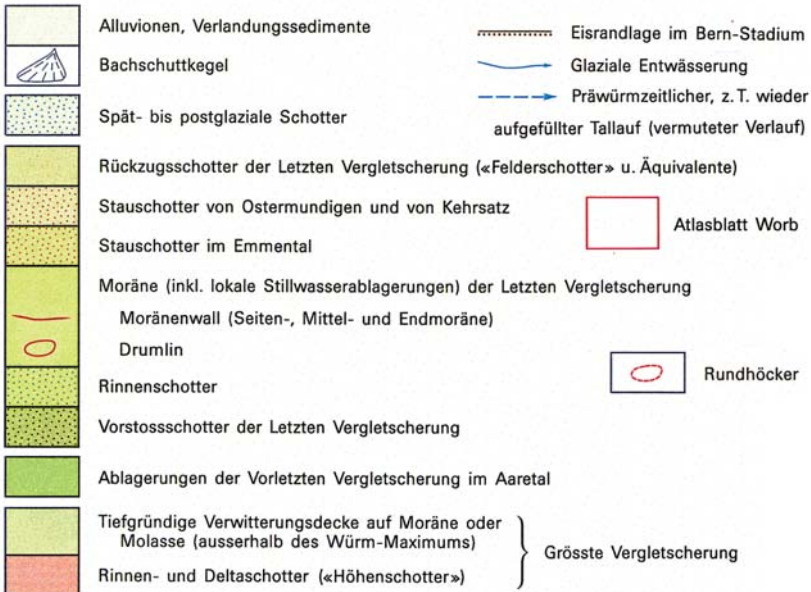 Alluvionen, Verlandungssedimente
Bachschuttkegel
Spät- bis postglaziale Schotter
Rückzugsschotter der Letzten Vergletscherung («Felderschotter» u. Äquivalente)
Stauschotter von Ostermundigen und von Kehrsatz
Stauschotter im Emmental
Moräne (inkl. lokale Stillwasserablagerungen) der Letzten Vergletscherung
Moränenwall (Seiten-, Mittel- und Endmoräne)
Drumlin
Rinnenschotter
Vorstossschotter der Letzten Vergletscherung
Ablagerungen der Vorletzten Vergletscherung im Aaretal
Tiefgründige Verwitterungsdecke auf Moräne oder
Molasse (ausserhalb des Würm-Maximums)
Rinnen- und Deltaschotter («Höhenschotter»)
Grösste Vergletscherung
Eisrandlage im Bern-Stadium
Glaziale Entwässerung
Präwürmzeitlicher, z.T. wieder
aufgefüllter Tallauf (vermuteter Verlauf)
Atlasblatt Worb
Rundhöcker